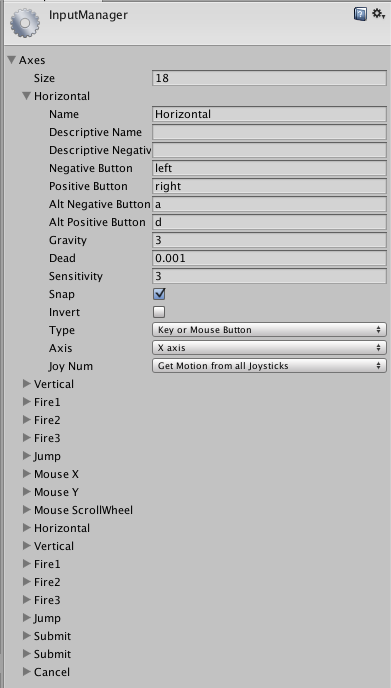 InputManager
Axes
Size 18
Horizontal
Name Horizontal
Descriptive Name
Descriptive Negativ
Negative Button left
Positive Button right
Alt Negative Button a
Alt Positive Button d
Gravity 3
Dead 0.001
Sensitivity 3
Snap
Invert
Type Key or Mouse Button
Axis X axis
Joy Num Get Motion from all Joysticks
Vertical
Fire1
Fire2
Fire3
Jump
Mouse X
Mouse Y
Mouse ScrollWheel
Horizontal
Vertical
Fire1
Fire2
Fire3
Jump
Submit
Submit
Cancel